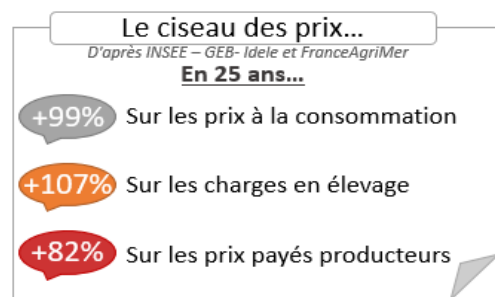 Le ciseau des prix...
D'après INSEE – GEB- Idele et FranceAgriMer
En 25 ans...
+99% Sur les prix à la consommation
+107% Sur les charges en élevage
+82% Sur les prix payés producteurs